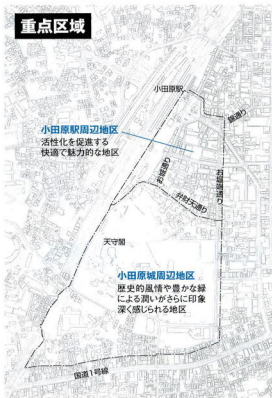 重点区域
小田原駅
小田原駅周辺地区
活性化を促進する
快適で魅力的な地区
錦通り
お城通り
お堀端通り
弁財天通り
天守閣
小田原城周辺地区
歴史的風情や豊かな緑
による潤いがさらに印象
深く感じられる地区
国道1号線